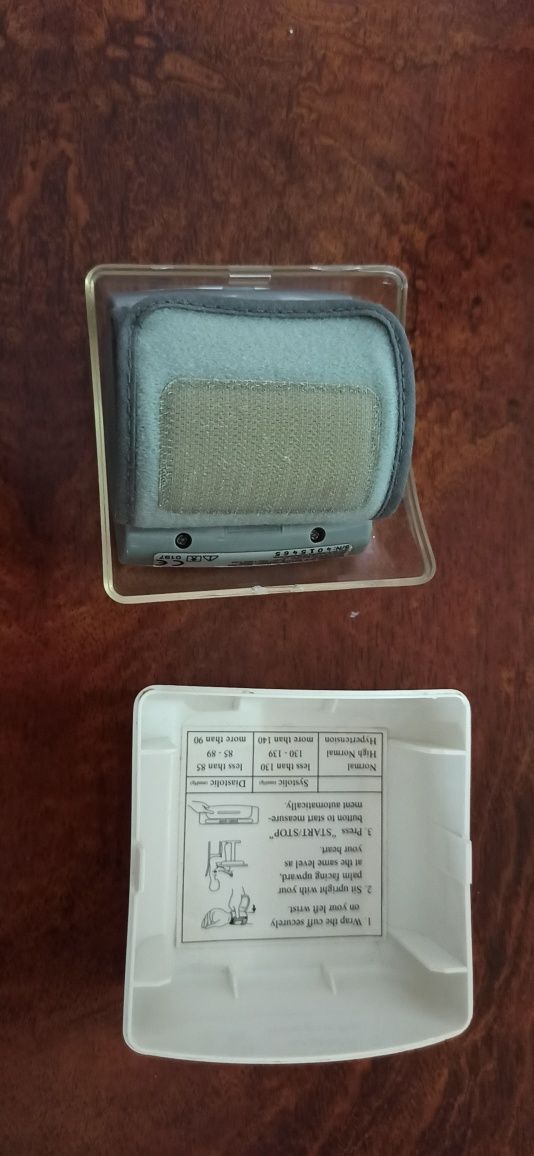 1. Wrap the cuff securely
on your left wrist.
2. Sit upright with your
palm facing upward,
at the same level as
your heart.
3. Press "START/STOP"
button to start measure-
ment automatically.
Systolic (mmHg) Diastolic (mmHg)
Normal less than 130 less than 85
High Normal 130 - 139 85 - 89
Hypertension more than 140 more than 90
S/N: 4015465
CE 0197